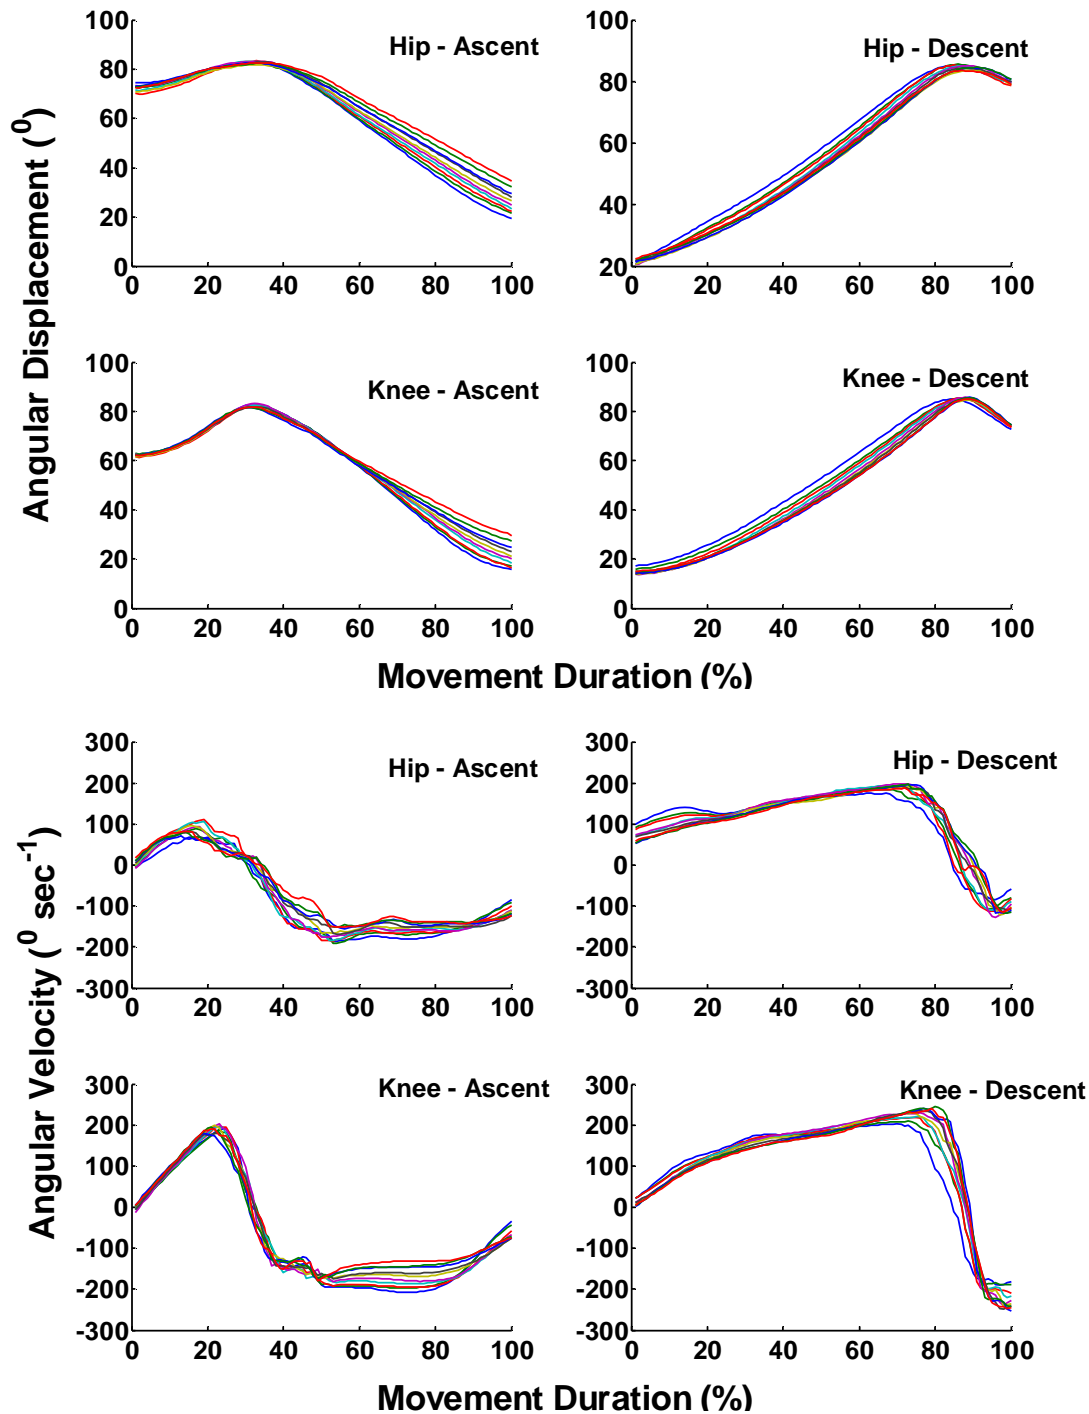 Angular Displacement (⁰)
Hip - Ascent
100
80
60
40
20
0
0 20 40 60 80 100
Hip - Descent
100
80
60
40
20
0 20 40 60 80 100
Knee - Ascent
100
80
60
40
20
0
0 20 40 60 80 100
Knee - Descent
100
80
60
40
20
0
0 20 40 60 80 100
Movement Duration (%)
Angular Velocity (⁰ sec⁻¹)
Hip - Ascent
300
200
100
0
-100
-200
-300
0 20 40 60 80 100
Hip - Descent
300
200
100
0
-100
-200
-300
0 20 40 60 80 100
Knee - Ascent
300
200
100
0
-100
-200
-300
0 20 40 60 80 100
Knee - Descent
300
200
100
0
-100
-200
-300
0 20 40 60 80 100
Movement Duration (%)